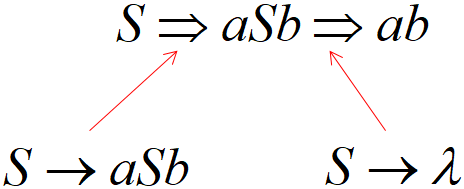 S ⇒ aSb ⇒ ab
S → aSb S → λ